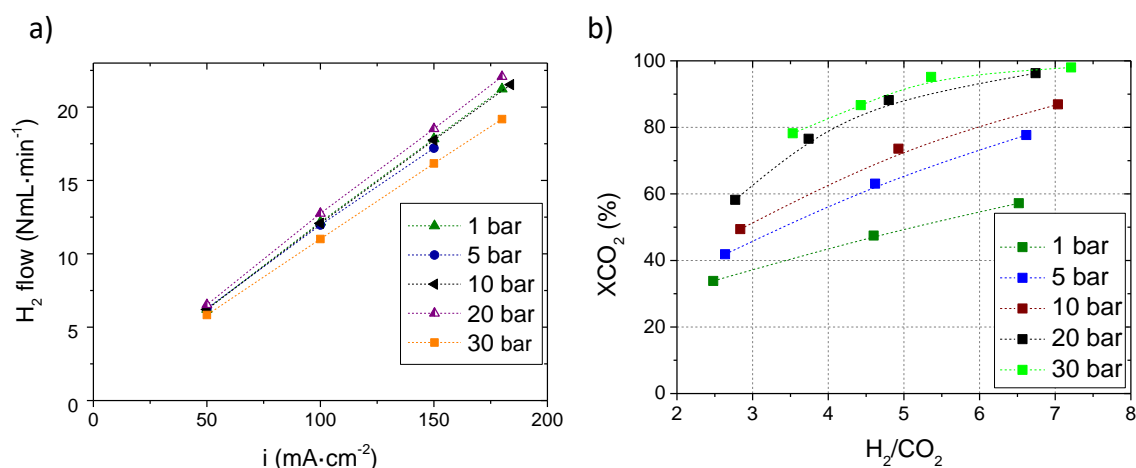 a)
H₂ flow (NmL·min⁻¹)
20
15
10
5
0
0 50 100 150 200
i (mA·cm⁻²)
1 bar
5 bar
10 bar
20 bar
30 bar
b)
XCO₂ (%)
100
80
60
40
20
0
2 3 4 5 6 7 8
H₂/CO₂
1 bar
5 bar
10 bar
20 bar
30 bar